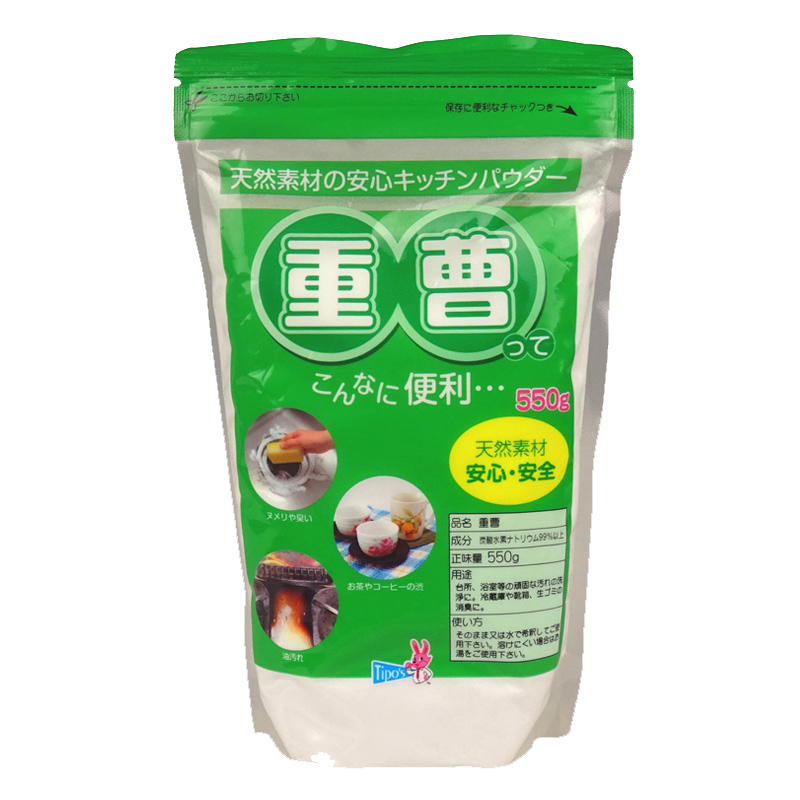 ここからお切り下さい
保存に便利なチャックつき
天然素材の安心キッチンパウダー
重曹
って
こんなに便利…
550g
天然素材
安心・安全
ヌメリや臭い
お茶やコーヒーの渋
油汚れ
品名 重曹
成分 炭酸水素ナトリウム99%以上
正味量 550g
用途
台所、浴室等の頑固な汚れの洗
浄に。冷蔵庫や靴箱、生ゴミの
消臭に。
使い方
そのまま又は水で希釈してご使
用下さい。溶けにくい場合はお
湯をご使用下さい。
Tipo's